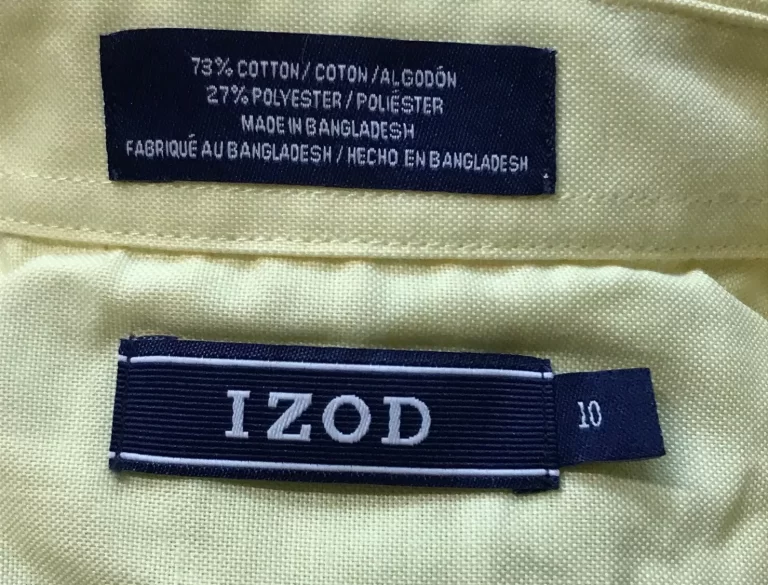 73% COTTON / COTON / ALGODÓN
27% POLYESTER / POLIÉSTER
MADE IN BANGLADESH
FABRIQUÉ AU BANGLADESH / HECHO EN BANGLADESH
IZOD
10